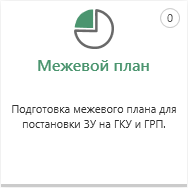 0
Межевой план
Подготовка межевого плана для
постановки ЗУ на ГКУ и ГРП.